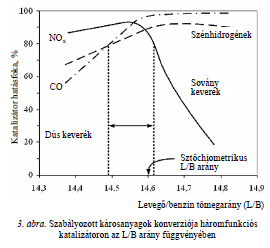 Katalizátor hatásfoka, %
100
80
60
40
20
0
NOx
CO
Szénhidrogének
Sovány
keverék
Dús keverék
Sztöchiometrikus
L/B arány
14,3 14,4 14,5 14,6 14,7 14,8 14,9
Levegő/benzin tömegarány (L/B)
3. ábra. Szabályozott károsanyagok konverziója háromfunkciós
katalizátoron az L/B arány függvényében